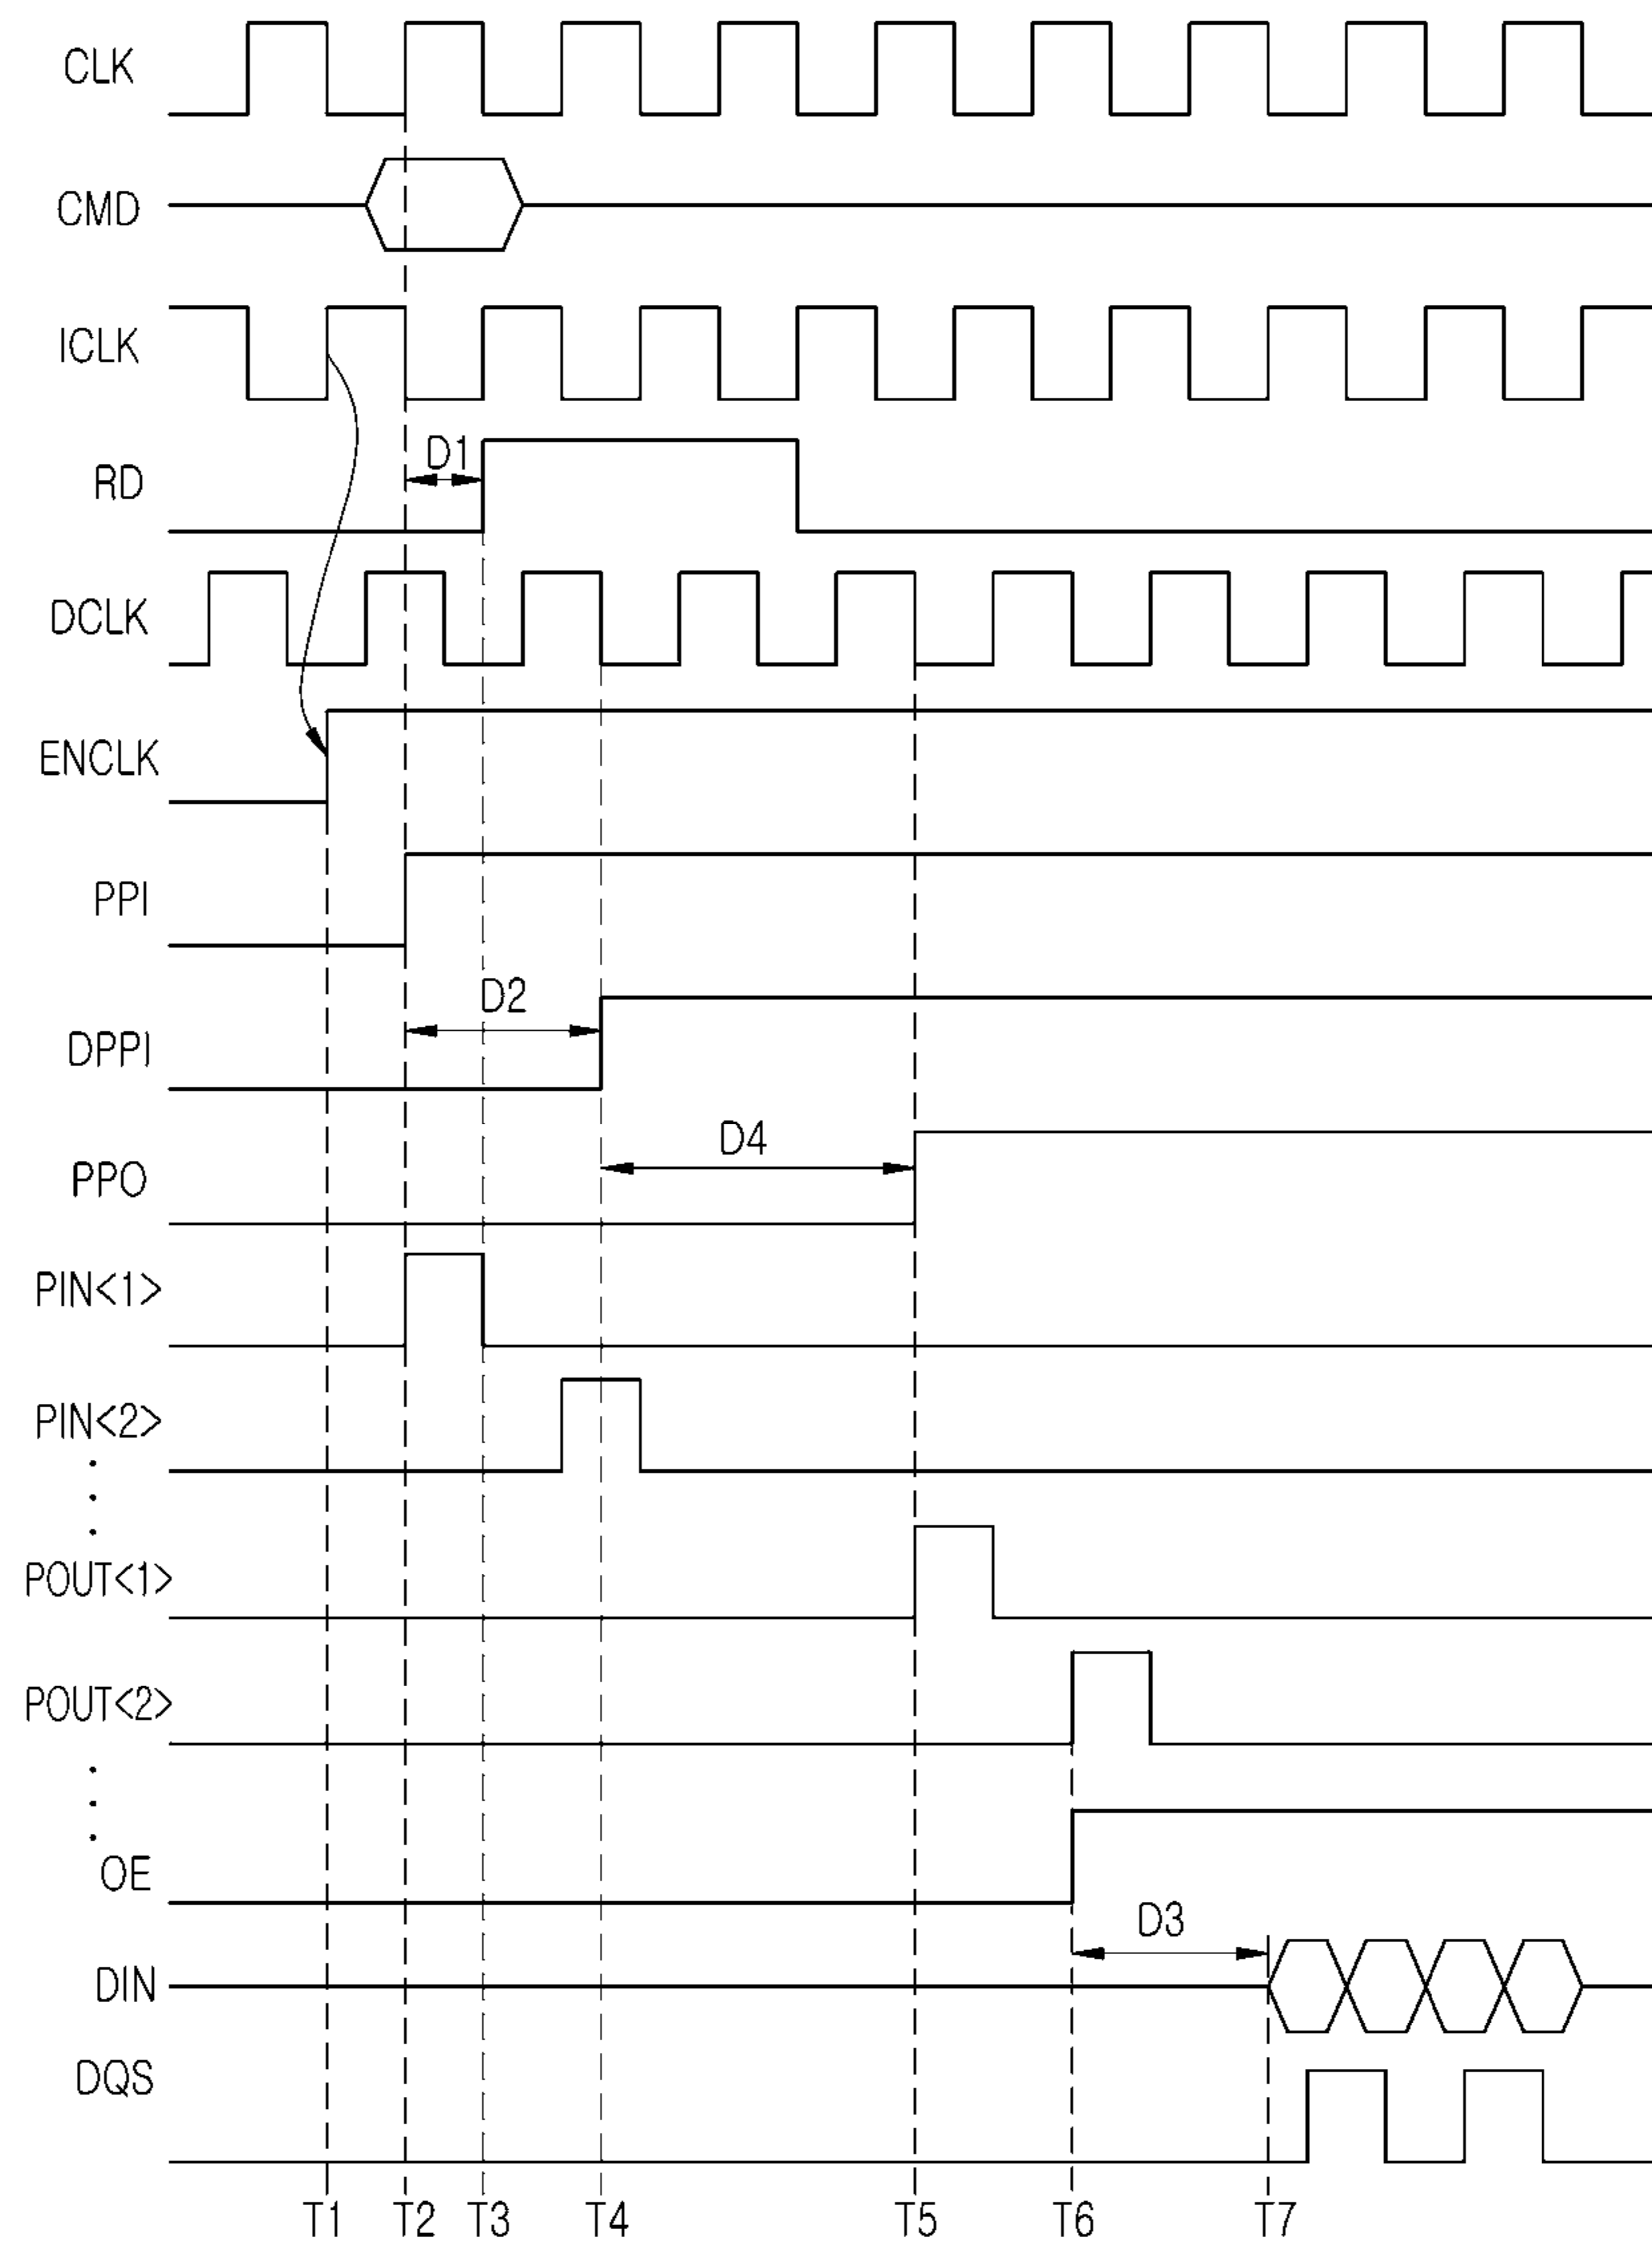 CLK
CMD
ICLK
D1
RD
DCLK
ENCLK
PPI
D2
DPPI
D4
PPO
PIN<1>
PIN<2>
POUT<1>
POUT<2>
OE
D3
DIN
DQS
T1 T2 T3 T4 T5 T6 T7